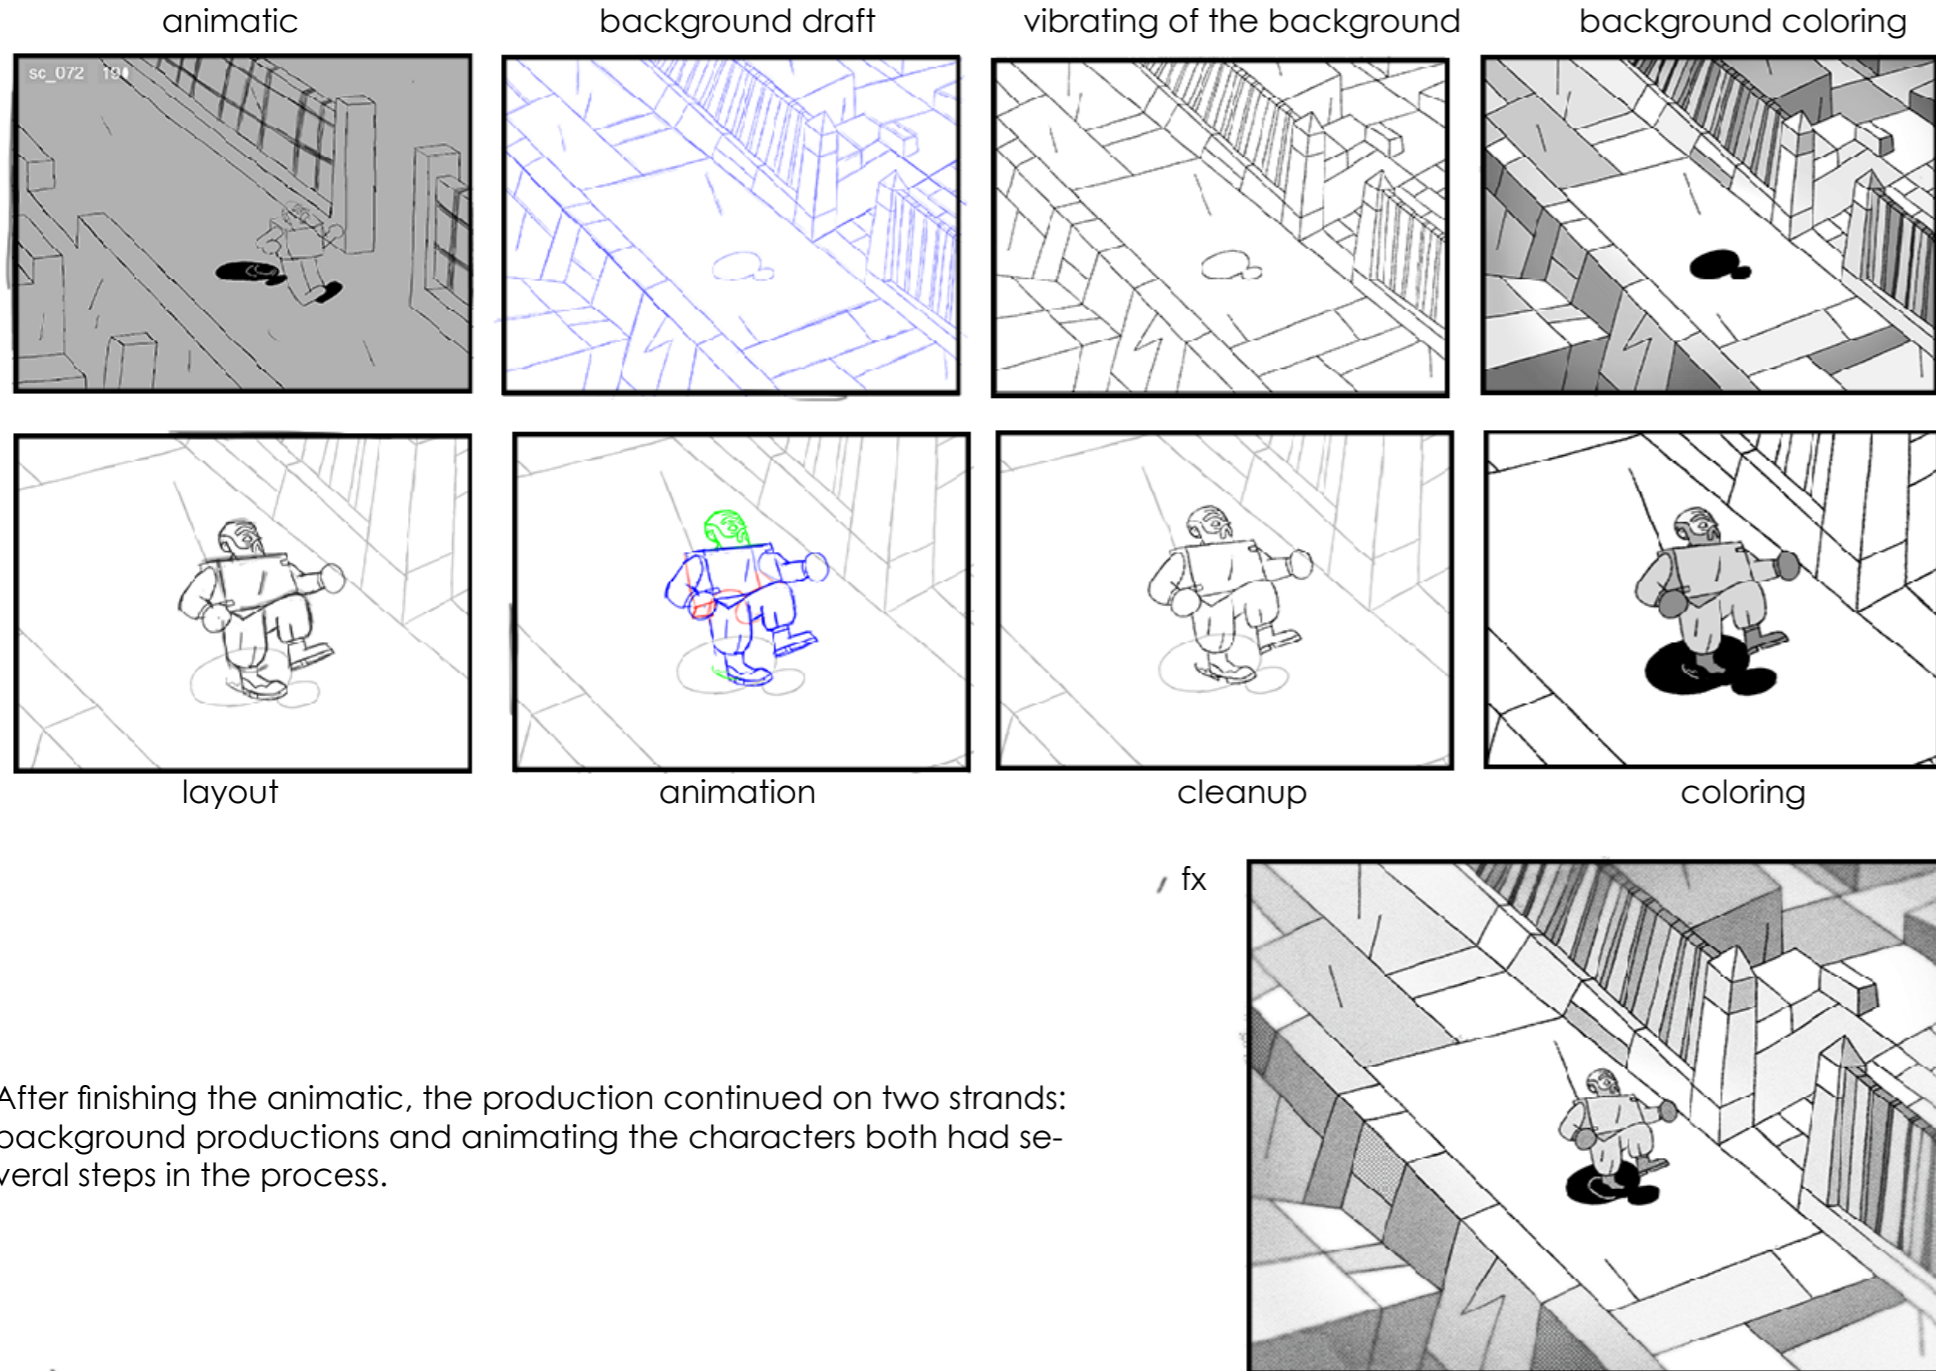 animatic
background draft
vibrating of the background
background coloring
sc_072
layout
animation
cleanup
coloring
fx
After finishing the animatic, the production continued on two strands:
background productions and animating the characters both had se-
veral steps in the process.